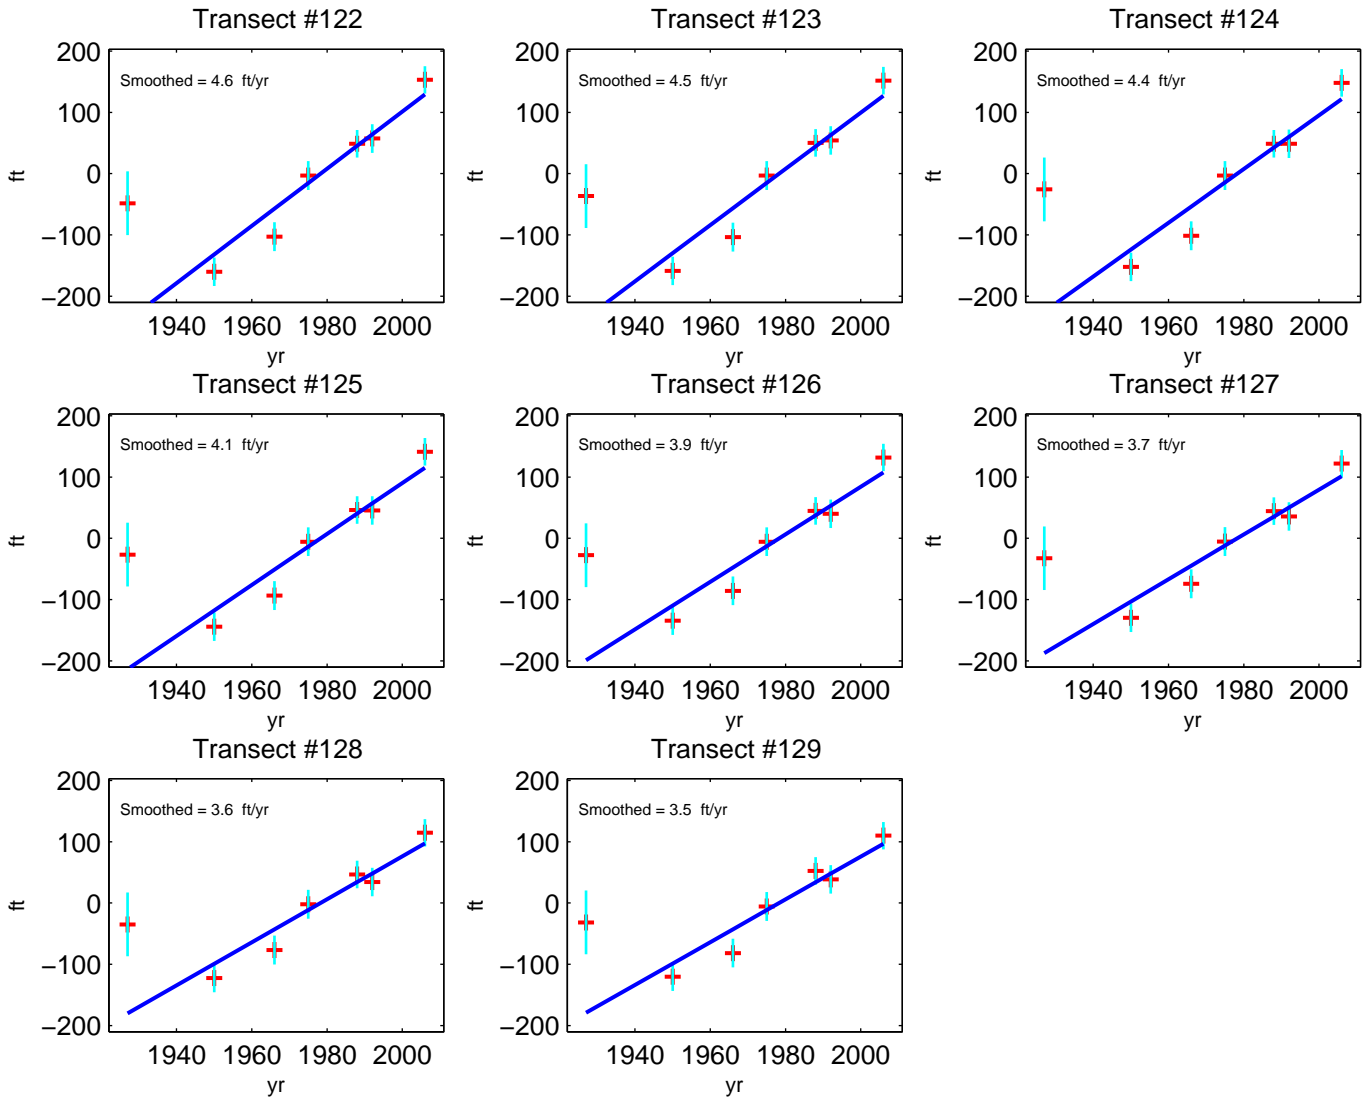 Transect #122
Transect #123
Transect #124
Smoothed = 4.6 ft/yr
Smoothed = 4.5 ft/yr
Smoothed = 4.4 ft/yr
200
100
0
−100
−200
ft
1940 1960 1980 2000
yr
200
100
0
−100
−200
ft
1940 1960 1980 2000
yr
200
100
0
−100
−200
ft
1940 1960 1980 2000
yr
Transect #125
Transect #126
Transect #127
Smoothed = 4.1 ft/yr
Smoothed = 3.9 ft/yr
Smoothed = 3.7 ft/yr
200
100
0
−100
−200
ft
1940 1960 1980 2000
yr
200
100
0
−100
−200
ft
1940 1960 1980 2000
yr
200
100
0
−100
−200
ft
1940 1960 1980 2000
yr
Transect #128
Transect #129
Smoothed = 3.6 ft/yr
Smoothed = 3.5 ft/yr
200
100
0
−100
−200
ft
1940 1960 1980 2000
yr
200
100
0
−100
−200
ft
1940 1960 1980 2000
yr